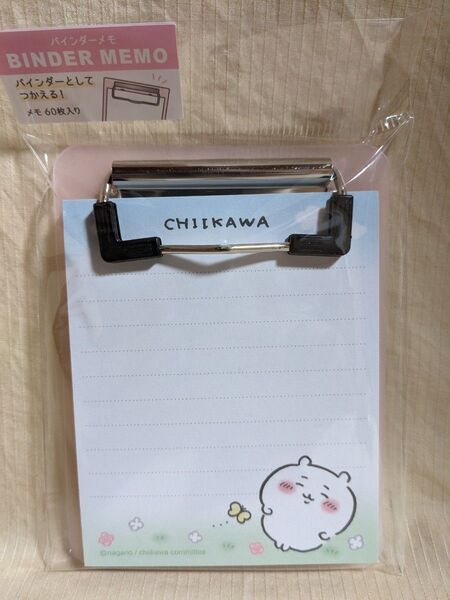 バインダーメモ
BINDER MEMO
バインダーとして
つかえる!
メモ 60枚入り
CHIIKAWA
©nagano / chiikawa committee